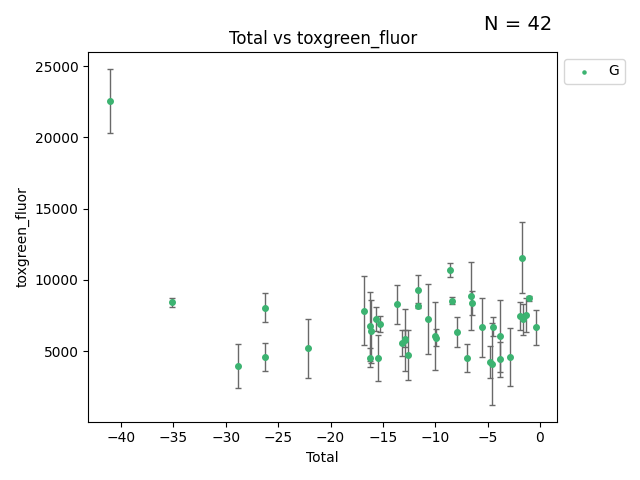 N = 42
Total vs toxgreen_fluor
G
25000
20000
15000
10000
5000
toxgreen_fluor
−40 −35 −30 −25 −20 −15 −10 −5 0
Total